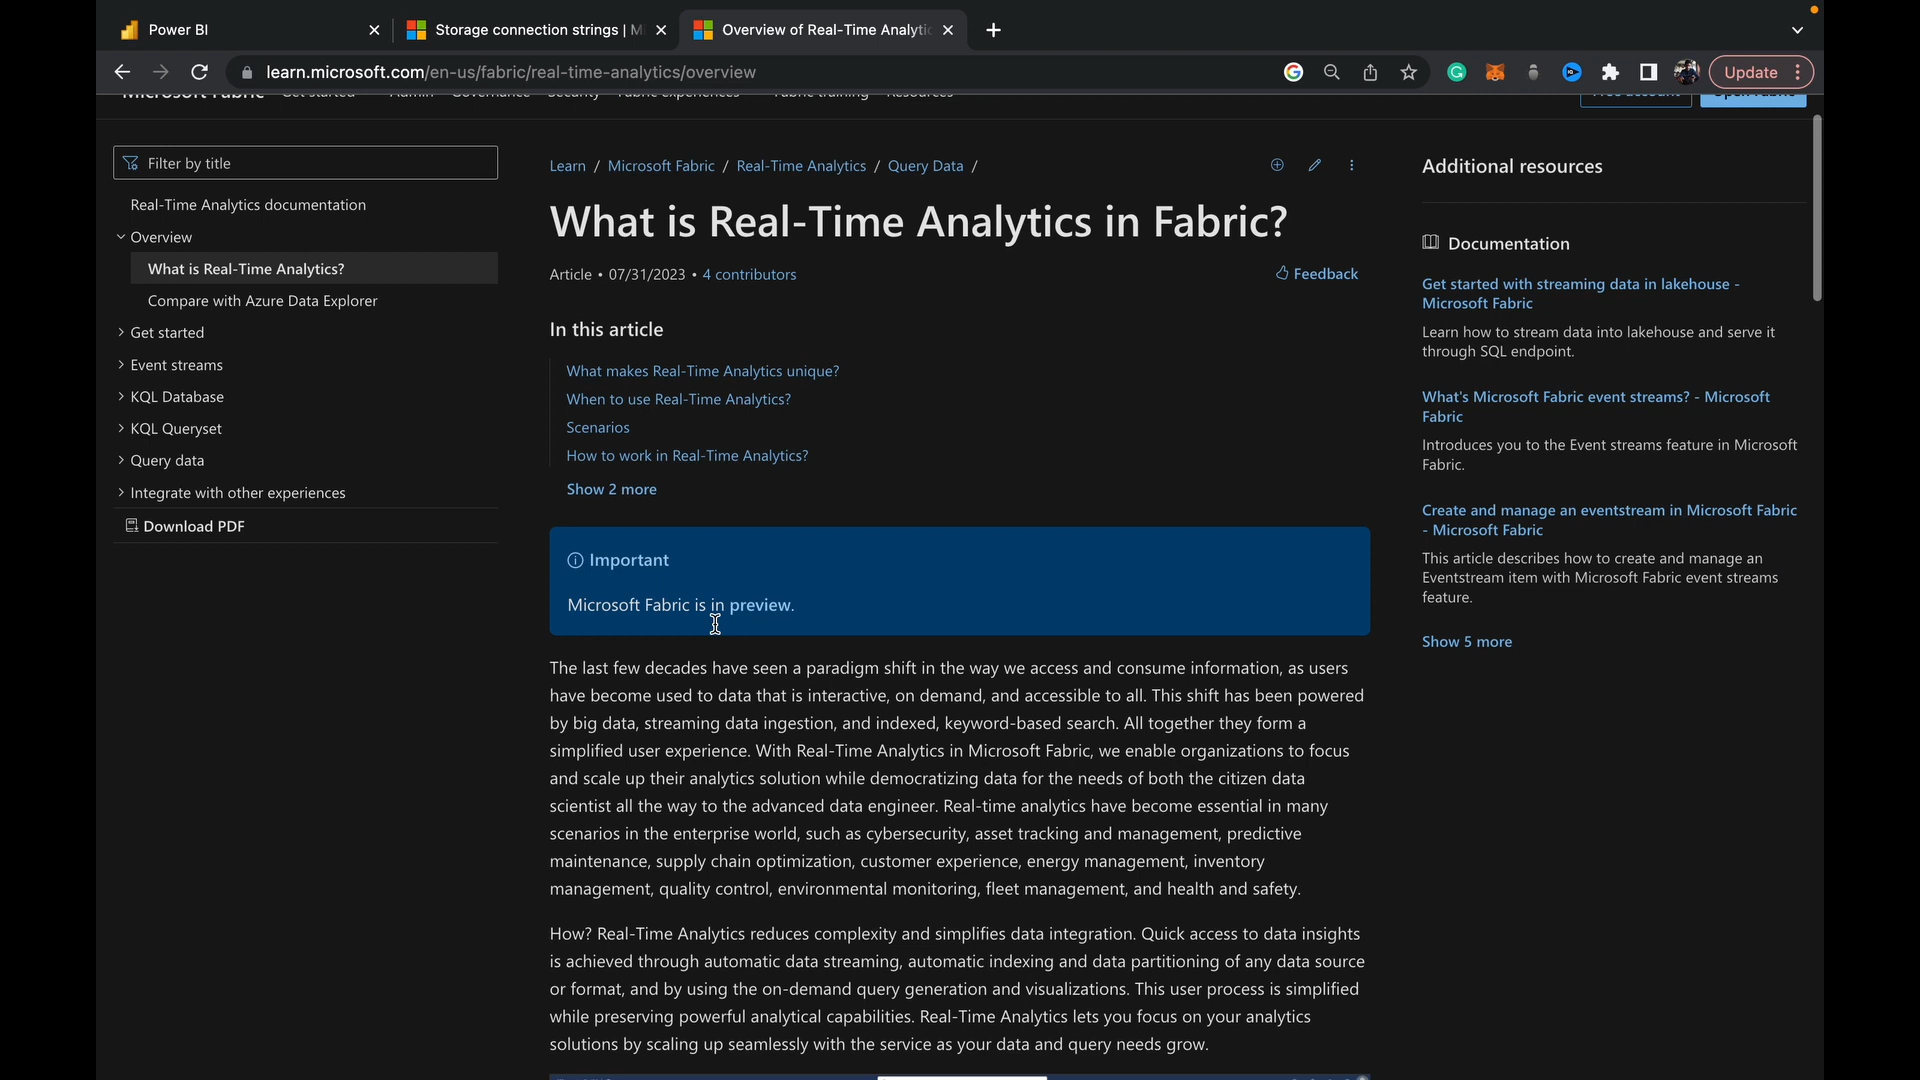 Power BI
Storage connection strings | M
Overview of Real-Time Analytic
learn.microsoft.com/en-us/fabric/real-time-analytics/overview
Update
Microsoft Fabric Get started Admin Governance Security Fabric experiences Fabric training Resources
Free account Open Fabric
Filter by title
Real-Time Analytics documentation
Overview
What is Real-Time Analytics?
Compare with Azure Data Explorer
Get started
Event streams
KQL Database
KQL Queryset
Query data
Integrate with other experiences
Download PDF
Learn / Microsoft Fabric / Real-Time Analytics / Query Data /
What is Real-Time Analytics in Fabric?
Article • 07/31/2023 • 4 contributors
Feedback
In this article
What makes Real-Time Analytics unique?
When to use Real-Time Analytics?
Scenarios
How to work in Real-Time Analytics?
Show 2 more
Important
Microsoft Fabric is in preview.
The last few decades have seen a paradigm shift in the way we access and consume information, as users
have become used to data that is interactive, on demand, and accessible to all. This shift has been powered
by big data, streaming data ingestion, and indexed, keyword-based search. All together they form a
simplified user experience. With Real-Time Analytics in Microsoft Fabric, we enable organizations to focus
and scale up their analytics solution while democratizing data for the needs of both the citizen data
scientist all the way to the advanced data engineer. Real-time analytics have become essential in many
scenarios in the enterprise world, such as cybersecurity, asset tracking and management, predictive
maintenance, supply chain optimization, customer experience, energy management, inventory
management, quality control, environmental monitoring, fleet management, and health and safety.
How? Real-Time Analytics reduces complexity and simplifies data integration. Quick access to data insights
is achieved through automatic data streaming, automatic indexing and data partitioning of any data source
or format, and by using the on-demand query generation and visualizations. This user process is simplified
while preserving powerful analytical capabilities. Real-Time Analytics lets you focus on your analytics
solutions by scaling up seamlessly with the service as your data and query needs grow.
Additional resources
Documentation
Get started with streaming data in lakehouse -
Microsoft Fabric
Learn how to stream data into lakehouse and serve it
through SQL endpoint.
What's Microsoft Fabric event streams? - Microsoft
Fabric
Introduces you to the Event streams feature in Microsoft
Fabric.
Create and manage an eventstream in Microsoft Fabric
- Microsoft Fabric
This article describes how to create and manage an
Eventstream item with Microsoft Fabric event streams
feature.
Show 5 more